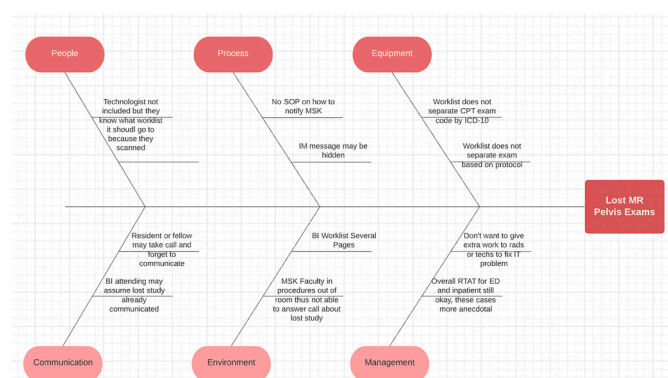 People
Process
Equipment
Technologist not
included but they
know what worklist
it shoudl go to
because they
scanned
No SOP on how to
notify MSK
IM message may be
hidden
Worklist does not
separate CPT exam
code by ICD-10
Worklist does not
separate exam
based on protocol
Lost MR
Pelvis Exams
Resident or fellow
may take call and
forget to
communicate
BI attending may
assume lost study
already
communicated
BI Worklist Several
Pages
MSK Faculty in
procedures out of
room thus not able
to answer call about
lost study
Don't want to give
extra work to rads
or techs to fix IT
problem
Overall RTAT for ED
and inpatient still
okay, these cases
more anecdotal
Communication
Environment
Management